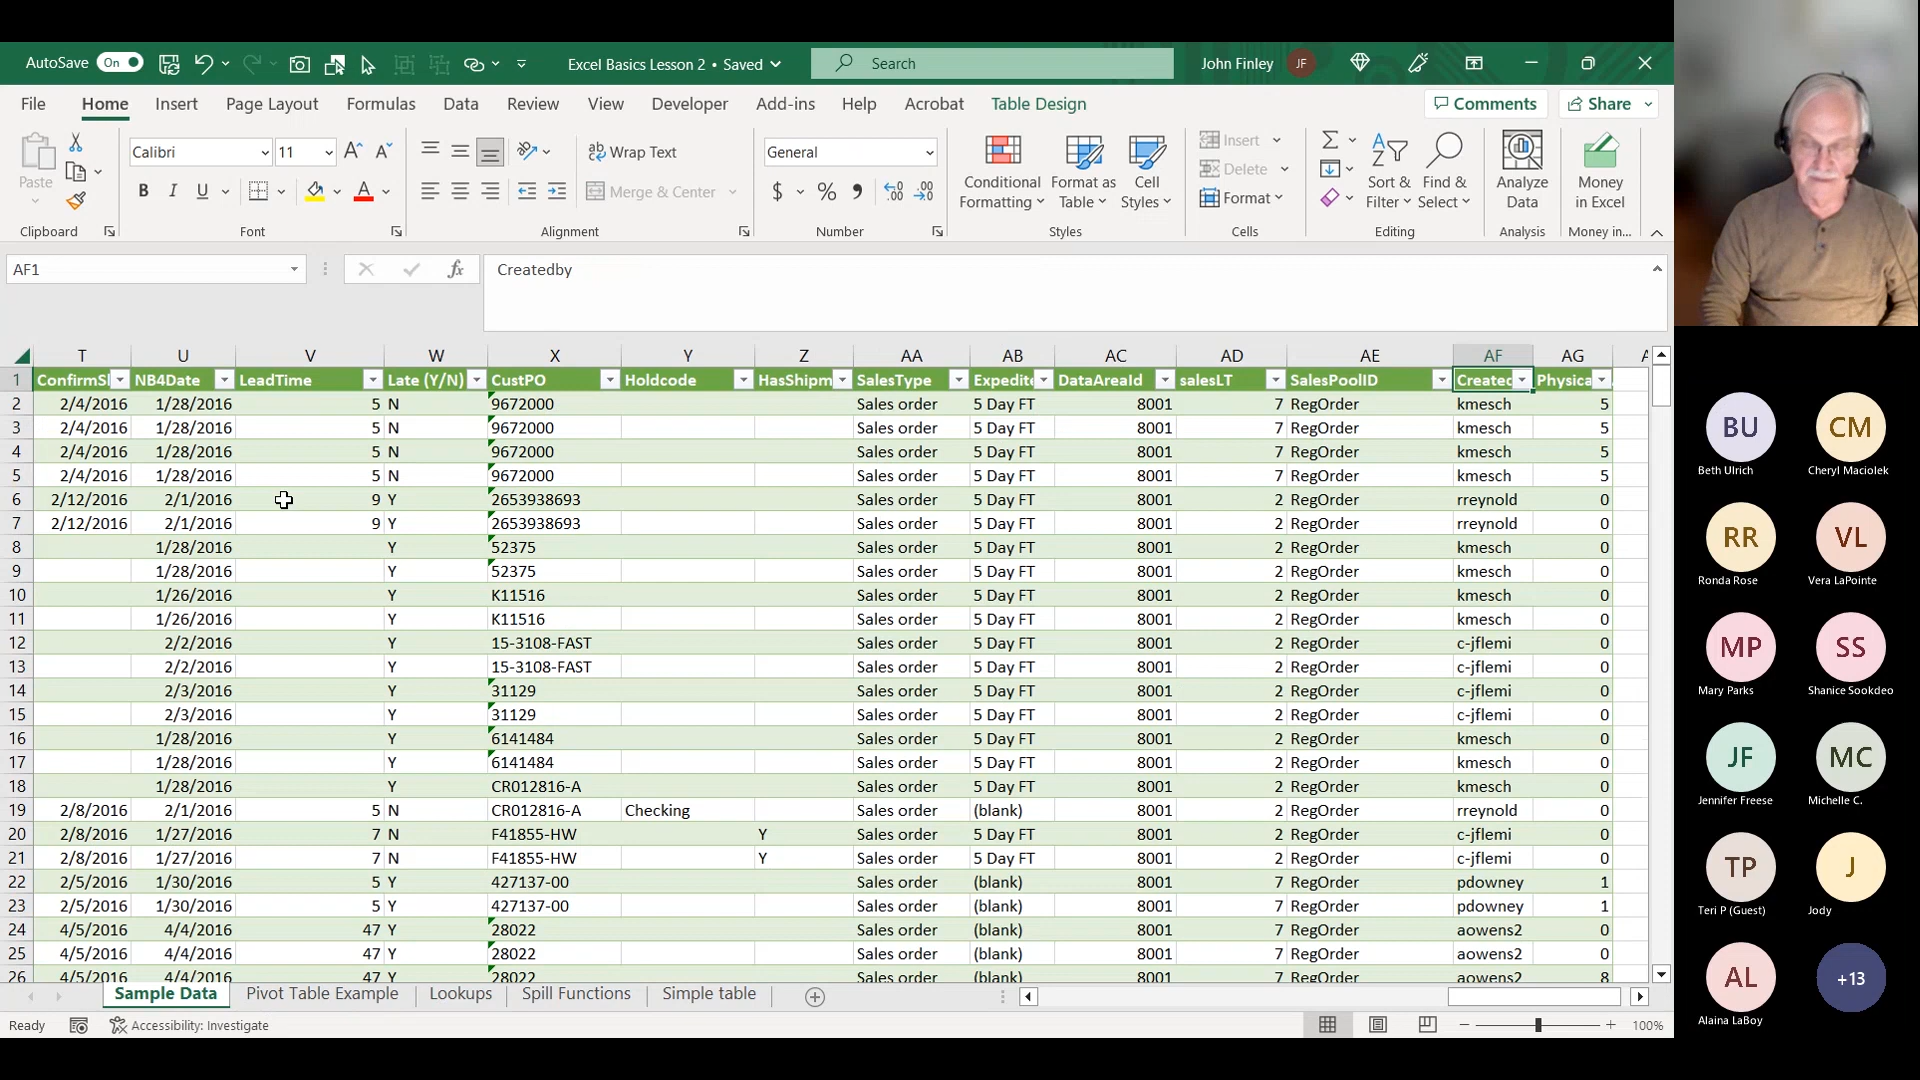 AutoSave On Excel Basics Lesson 2 • Saved Search John Finley JF
File Home Insert Page Layout Formulas Data Review View Developer Add-ins Help Acrobat Table Design Comments Share
Paste Calibri 11 Wrap Text General Conditional Formatting Format as Table Cell Styles Insert Sort & Filter Find & Select Analyze Data Money in Excel
B I U Merge & Center $ % Delete
Format
Clipboard Font Alignment Number Styles Cells Editing Analysis Money in...
AF1 fx Createdby
T U V W X Y Z AA AB AC AD AE AF AG A
1 ConfirmSl NB4Date LeadTime Late (Y/N) CustPO Holdcode HasShipm SalesType Expedite DataAreaId salesLT SalesPoolID Created Physica
2 2/4/2016 1/28/2016 5 N 9672000 Sales order 5 Day FT 8001 7 RegOrder kmesch 5
3 2/4/2016 1/28/2016 5 N 9672000 Sales order 5 Day FT 8001 7 RegOrder kmesch 5
4 2/4/2016 1/28/2016 5 N 9672000 Sales order 5 Day FT 8001 7 RegOrder kmesch 5
5 2/4/2016 1/28/2016 5 N 9672000 Sales order 5 Day FT 8001 7 RegOrder kmesch 5
6 2/12/2016 2/1/2016 9 Y 2653938693 Sales order 5 Day FT 8001 2 RegOrder rreynold 0
7 2/12/2016 2/1/2016 9 Y 2653938693 Sales order 5 Day FT 8001 2 RegOrder rreynold 0
8 1/28/2016 Y 52375 Sales order 5 Day FT 8001 2 RegOrder kmesch 0
9 1/28/2016 Y 52375 Sales order 5 Day FT 8001 2 RegOrder kmesch 0
10 1/26/2016 Y K11516 Sales order 5 Day FT 8001 2 RegOrder kmesch 0
11 1/26/2016 Y K11516 Sales order 5 Day FT 8001 2 RegOrder kmesch 0
12 2/2/2016 Y 15-3108-FAST Sales order 5 Day FT 8001 2 RegOrder c-jflemi 0
13 2/2/2016 Y 15-3108-FAST Sales order 5 Day FT 8001 2 RegOrder c-jflemi 0
14 2/3/2016 Y 31129 Sales order 5 Day FT 8001 2 RegOrder c-jflemi 0
15 2/3/2016 Y 31129 Sales order 5 Day FT 8001 2 RegOrder c-jflemi 0
16 1/28/2016 Y 6141484 Sales order 5 Day FT 8001 2 RegOrder kmesch 0
17 1/28/2016 Y 6141484 Sales order 5 Day FT 8001 2 RegOrder kmesch 0
18 1/28/2016 Y CR012816-A Sales order 5 Day FT 8001 2 RegOrder kmesch 0
19 2/8/2016 2/1/2016 5 N CR012816-A Checking Sales order (blank) 8001 2 RegOrder rreynold 0
20 2/8/2016 1/27/2016 7 N F41855-HW Y Sales order 5 Day FT 8001 2 RegOrder c-jflemi 0
21 2/8/2016 1/27/2016 7 N F41855-HW Y Sales order 5 Day FT 8001 2 RegOrder c-jflemi 0
22 2/5/2016 1/30/2016 5 Y 427137-00 Sales order (blank) 8001 7 RegOrder pdowney 1
23 2/5/2016 1/30/2016 5 Y 427137-00 Sales order (blank) 8001 7 RegOrder pdowney 1
24 4/5/2016 4/4/2016 47 Y 28022 Sales order (blank) 8001 7 RegOrder aowens2 0
25 4/5/2016 4/4/2016 47 Y 28022 Sales order (blank) 8001 7 RegOrder aowens2 0
26 4/5/2016 4/4/2016 47 Y 28022 Sales order (blank) 8001 7 RegOrder aowens2 8
Sample Data Pivot Table Example Lookups Spill Functions Simple table
Ready Accessibility: Investigate 100%
BU CM
Beth Ulrich Cheryl Maciolek
RR VL
Ronda Rose Vera LaPointe
MP SS
Mary Parks Shanice Sookdeo
JF MC
Jennifer Freese Michelle C.
TP J
Teri P (Guest) Jody
AL +13
Alaina LaBoy